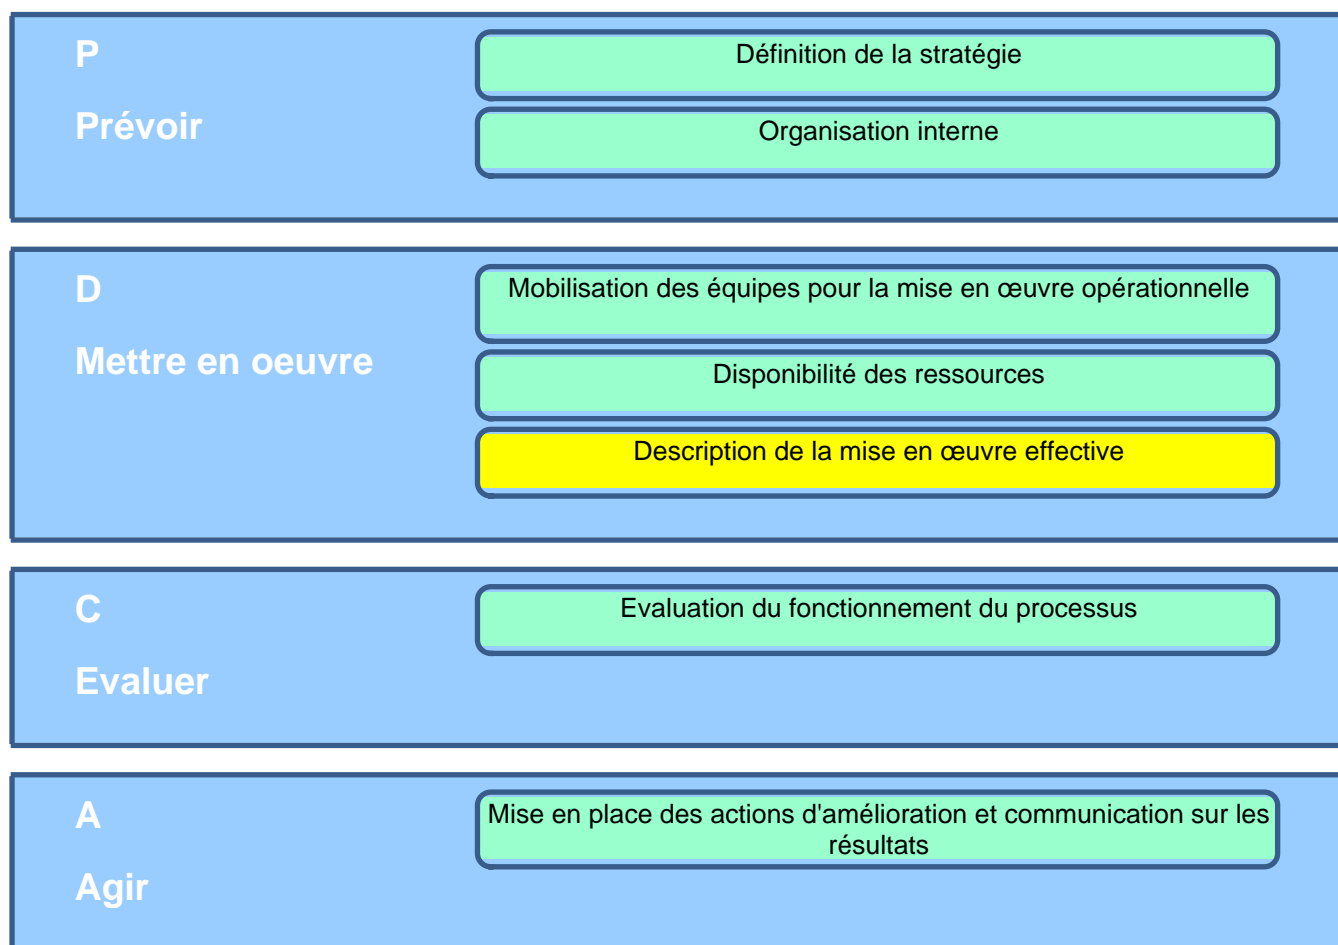 P
Prévoir
Définition de la stratégie
Organisation interne
D
Mettre en oeuvre
Mobilisation des équipes pour la mise en œuvre opérationnelle
Disponibilité des ressources
Description de la mise en œuvre effective
C
Evaluer
Evaluation du fonctionnement du processus
A
Agir
Mise en place des actions d'amélioration et communication sur les
résultats